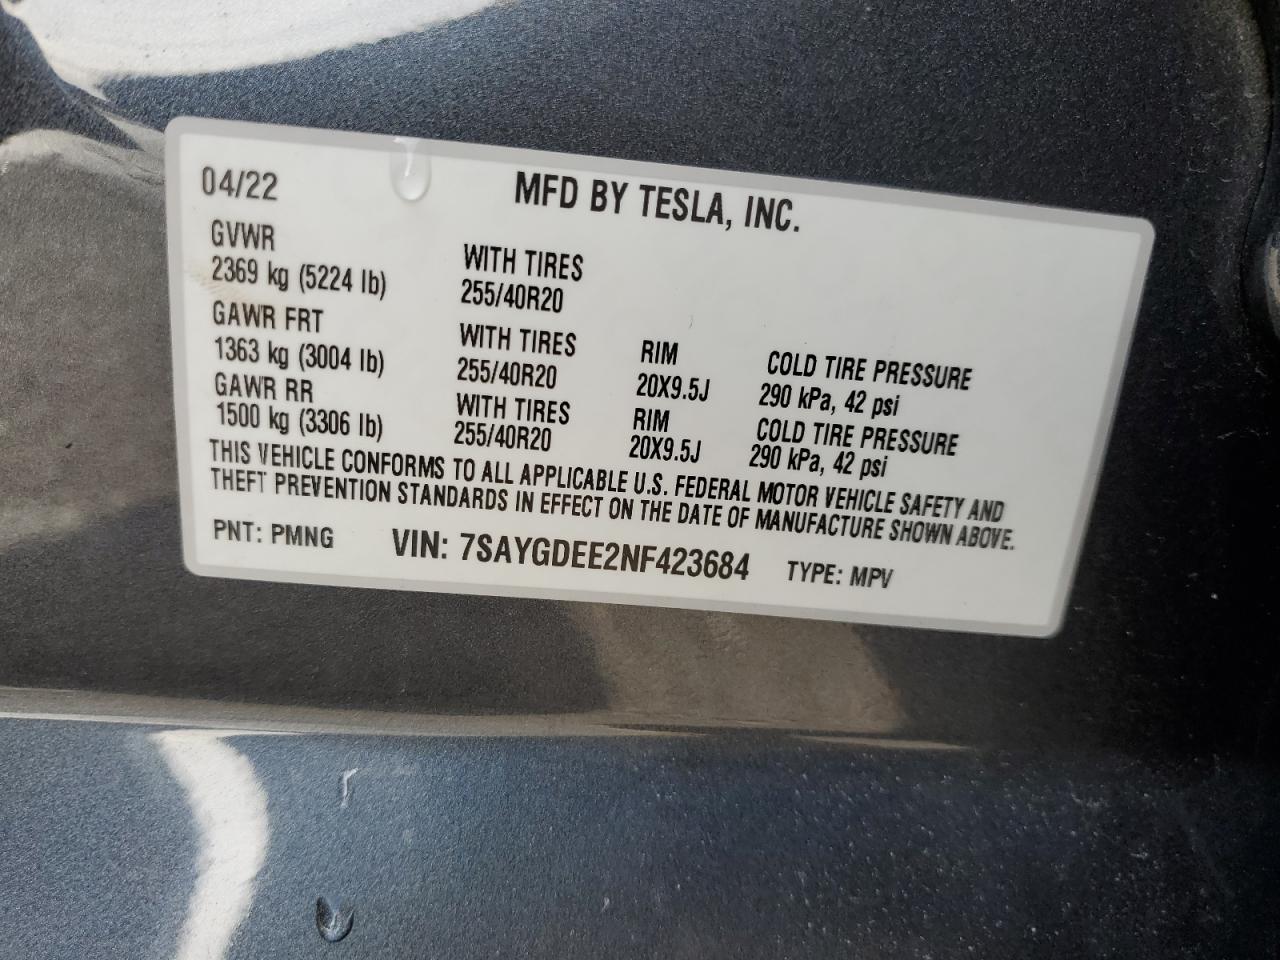 04/22 MFD BY TESLA, INC.
GVWR WITH TIRES
2369 kg (5224 lb) 255/40R20
GAWR FRT WITH TIRES RIM COLD TIRE PRESSURE
1363 kg (3004 lb) 255/40R20 20X9.5J 290 kPa, 42 psi
GAWR RR WITH TIRES RIM COLD TIRE PRESSURE
1500 kg (3306 lb) 255/40R20 20X9.5J 290 kPa, 42 psi
THIS VEHICLE CONFORMS TO ALL APPLICABLE U.S. FEDERAL MOTOR VEHICLE SAFETY AND
THEFT PREVENTION STANDARDS IN EFFECT ON THE DATE OF MANUFACTURE SHOWN ABOVE.
PNT: PMNG VIN: 7SAYGDEE2NF423684 TYPE: MPV